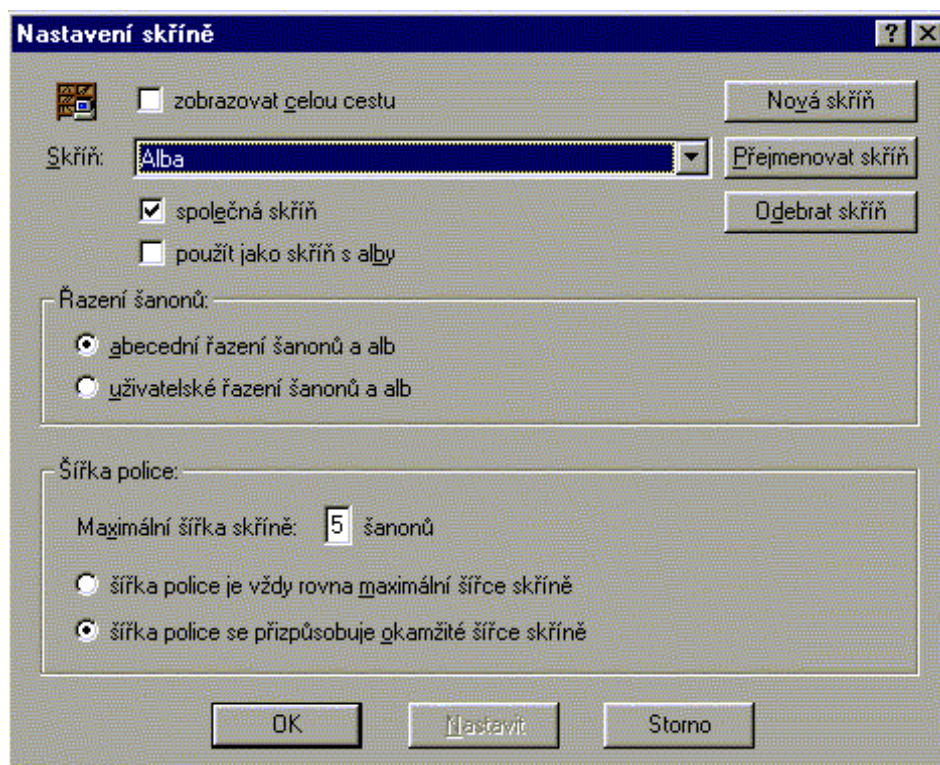 Nastavení skříně
zobrazovat celou cestu
Nová skříň
Skříň:
Alba
Přejmenovat skříň
společná skříň
Odebrat skříň
použít jako skříň s alby
Řazení šanonů:
abecední řazení šanonů a alb
uživatelské řazení šanonů a alb
Šířka police:
Maximální šířka skříně: 5 šanonů
šířka police je vždy rovna maximální šířce skříně
šířka police se přizpůsobuje okamžité šířce skříně
OK
Nastavit
Storno